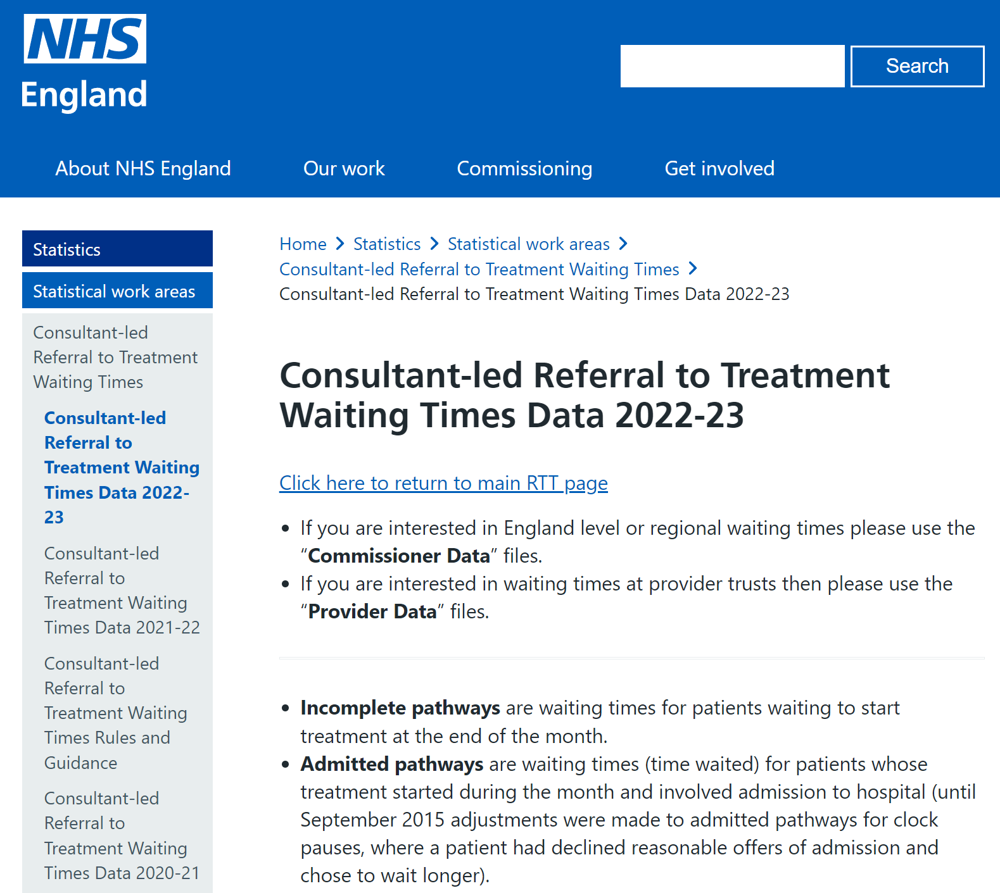 NHS
England
Search
About NHS England
Our work
Commissioning
Get involved
Statistics
Statistical work areas
Consultant-led
Referral to Treatment
Waiting Times
Consultant-led
Referral to
Treatment Waiting
Times Data 2022-
23
Consultant-led
Referral to
Treatment Waiting
Times Data 2021-22
Consultant-led
Referral to
Treatment Waiting
Times Rules and
Guidance
Consultant-led
Referral to
Treatment Waiting
Times Data 2020-21
Home > Statistics > Statistical work areas >
Consultant-led Referral to Treatment Waiting Times >
Consultant-led Referral to Treatment Waiting Times Data 2022-23
Consultant-led Referral to Treatment
Waiting Times Data 2022-23
Click here to return to main RTT page
• If you are interested in England level or regional waiting times please use the
“Commissioner Data” files.
• If you are interested in waiting times at provider trusts then please use the
“Provider Data” files.
• Incomplete pathways are waiting times for patients waiting to start
treatment at the end of the month.
• Admitted pathways are waiting times (time waited) for patients whose
treatment started during the month and involved admission to hospital (until
September 2015 adjustments were made to admitted pathways for clock
pauses, where a patient had declined reasonable offers of admission and
chose to wait longer).